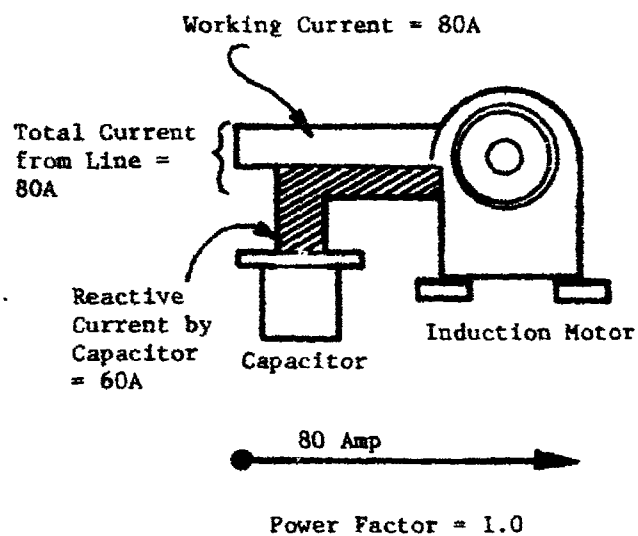 Working Current = 80A
Total Current
from Line =
80A
Reactive
Current by
Capacitor
= 60A
Capacitor
Induction Motor
80 Amp
Power Factor = 1.0